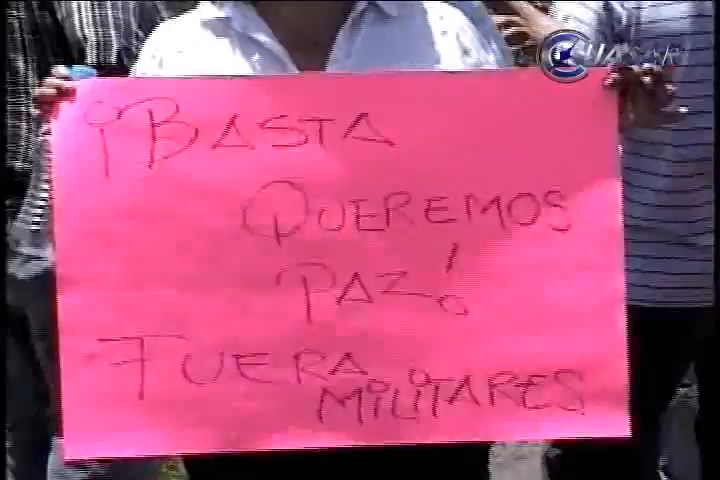 ¡BASTA
QUEREMOS
PAZ!
FUERA
MILITARES